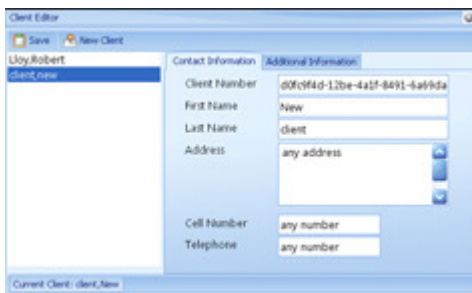 Client Editor
Save New Client
Lloy,Robert
client,new
Contact Information Additional Information
Client Number d0fc9f4d-12be-4a1f-8491-6a69da
First Name New
Last Name client
Address any address
Cell Number any number
Telephone any number
Current Client: client,New